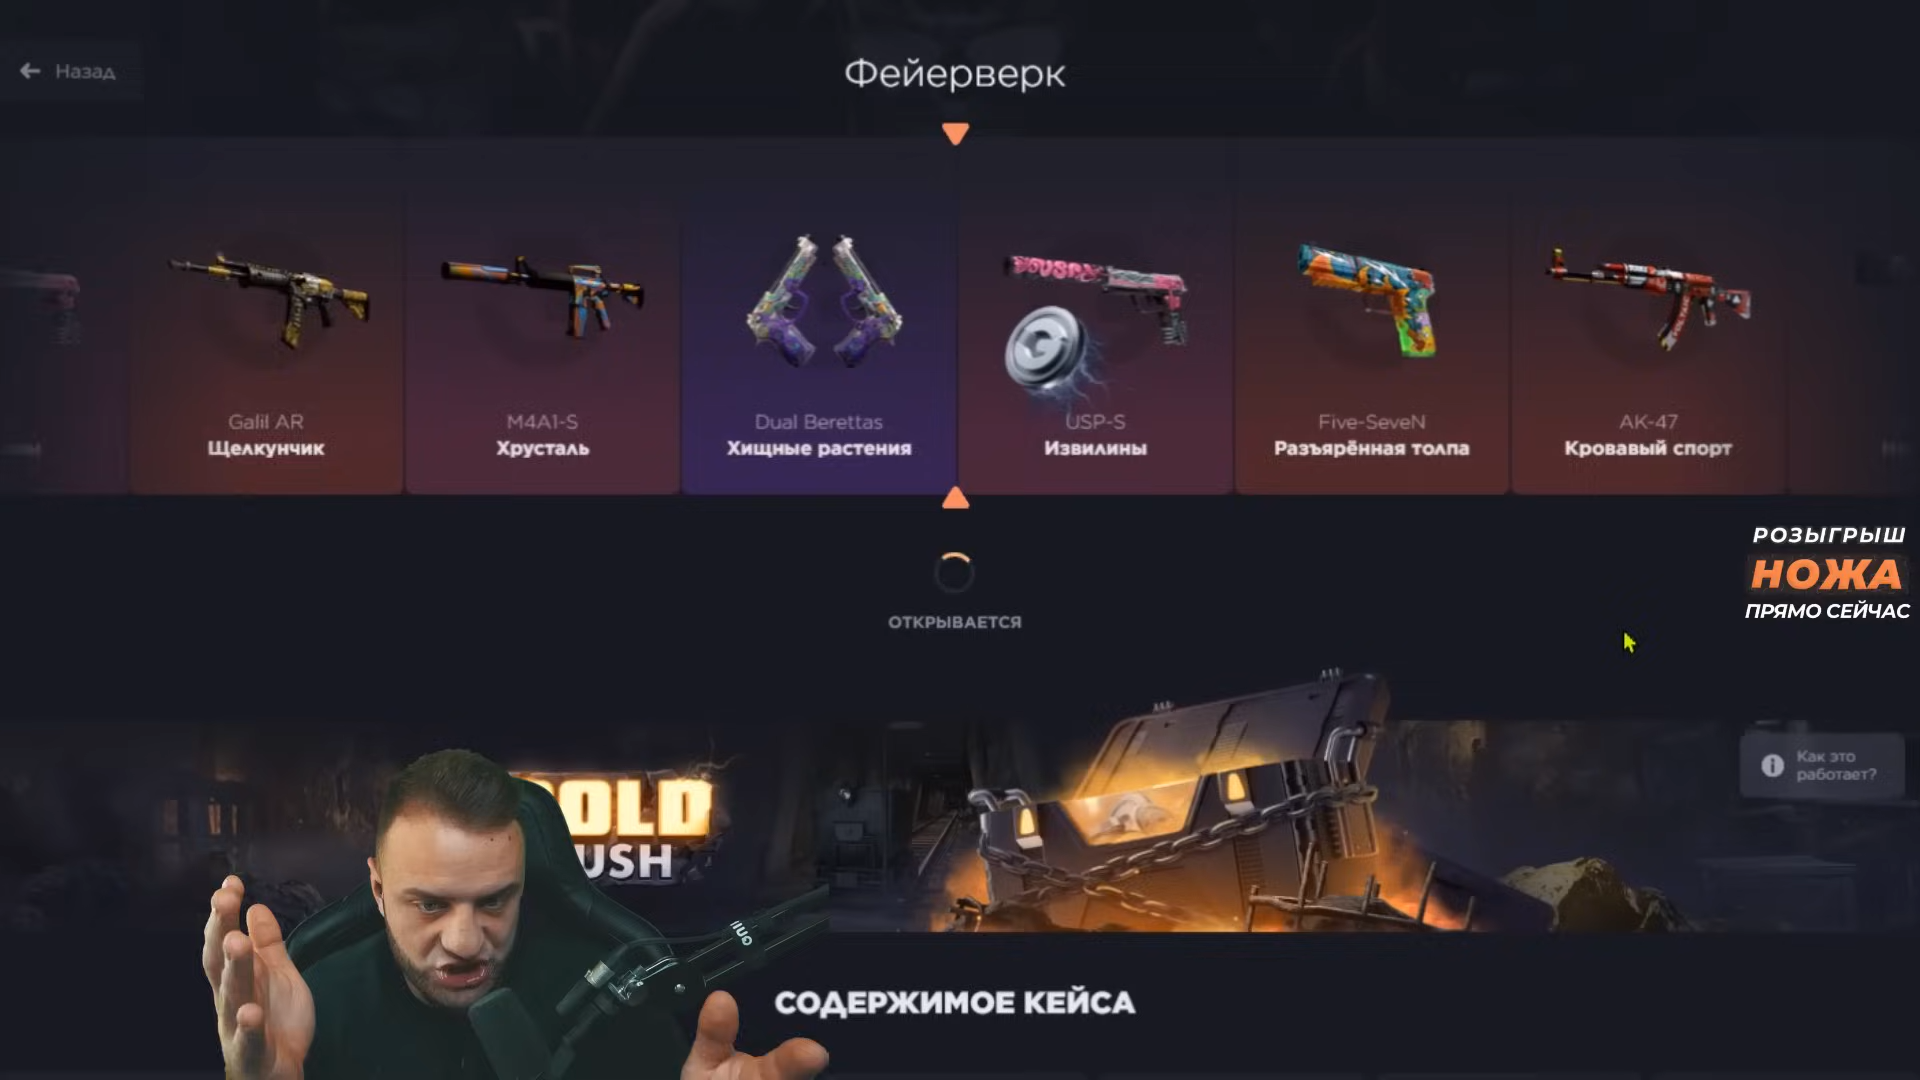 Назад
Фейерверк
Galil AR
Щелкунчик
M4A1-S
Хрусталь
Dual Berettas
Хищные растения
USP-S
Извилины
Five-SeveN
Разъярённая толпа
AK-47
Кровавый спорт
РОЗЫГРЫШ
НОЖА
ПРЯМО СЕЙЧАС
ОТКРЫВАЕТСЯ
Как это
работает?
OLD
USH
СОДЕРЖИМОЕ КЕЙСА